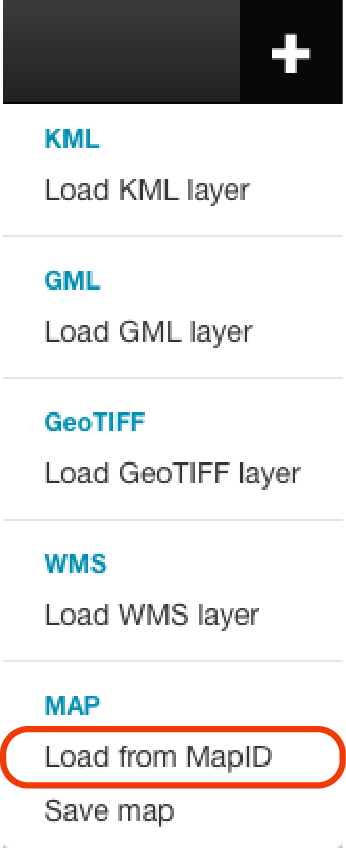 KML
Load KML layer
GML
Load GML layer
GeoTIFF
Load GeoTIFF layer
WMS
Load WMS layer
MAP
Load from MapID
Save map